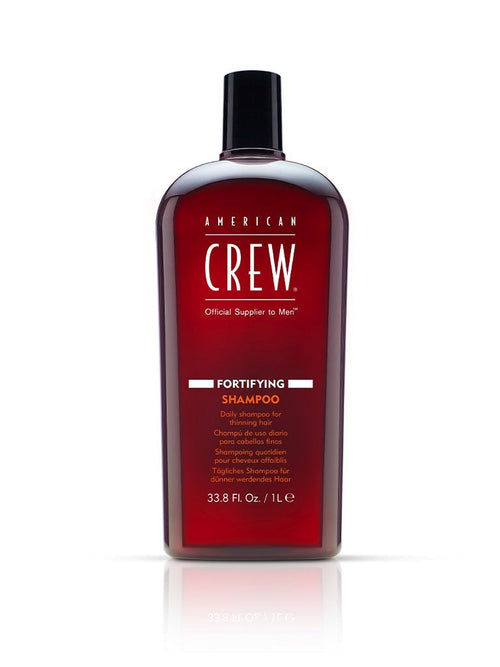 AMERICAN
CREW®
Official Supplier to Men™
FORTIFYING
SHAMPOO
Daily shampoo for
thinning hair
Champú de uso diario
para cabellos finos
Shampooing quotidien
pour cheveux affaiblis
Tägliches Shampoo für
dünner werdendes Haar
33.8 Fl. Oz. / 1L ℮